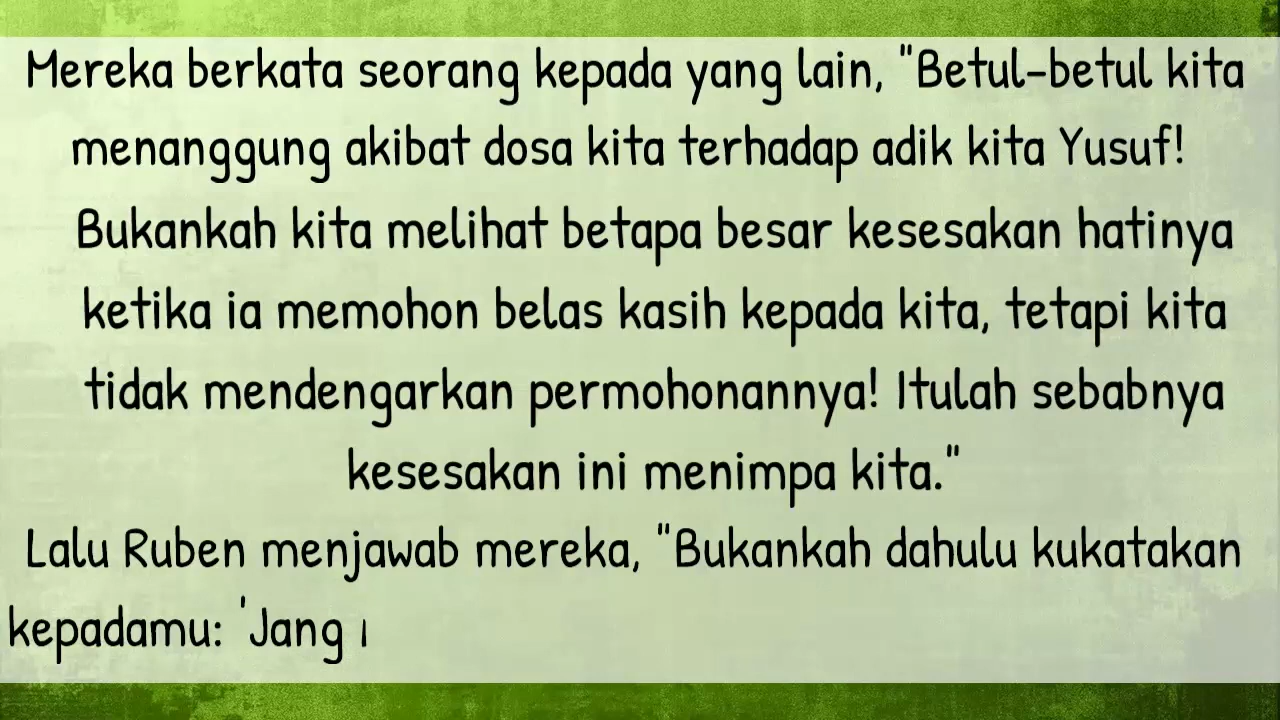 Mereka berkata seorang kepada yang lain, "Betul-betul kita
menanggung akibat dosa kita terhadap adik kita Yusuf!
Bukankah kita melihat betapa besar kesesakan hatinya
ketika ia memohon belas kasih kepada kita, tetapi kita
tidak mendengarkan permohonannya! Itulah sebabnya
kesesakan ini menimpa kita."
Lalu Ruben menjawab mereka, "Bukankah dahulu kukatakan
kepadamu: 'Jang